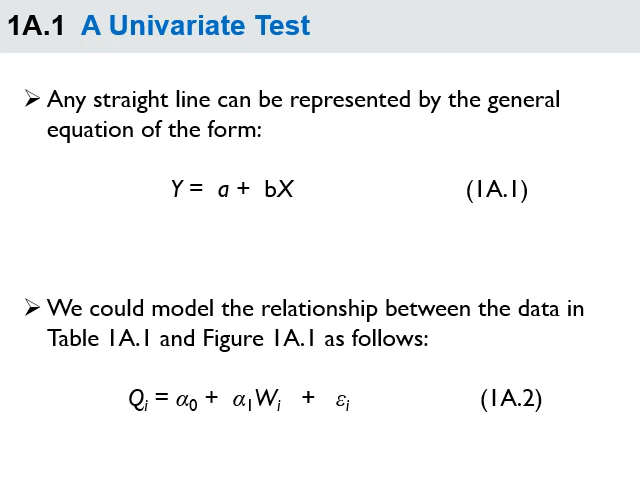 1A.1 A Univariate Test
➢ Any straight line can be represented by the general
equation of the form:
Y = a + bX (1A.1)
➢ We could model the relationship between the data in
Table 1A.1 and Figure 1A.1 as follows:
Qᵢ = α₀ + α₁Wᵢ + εᵢ (1A.2)